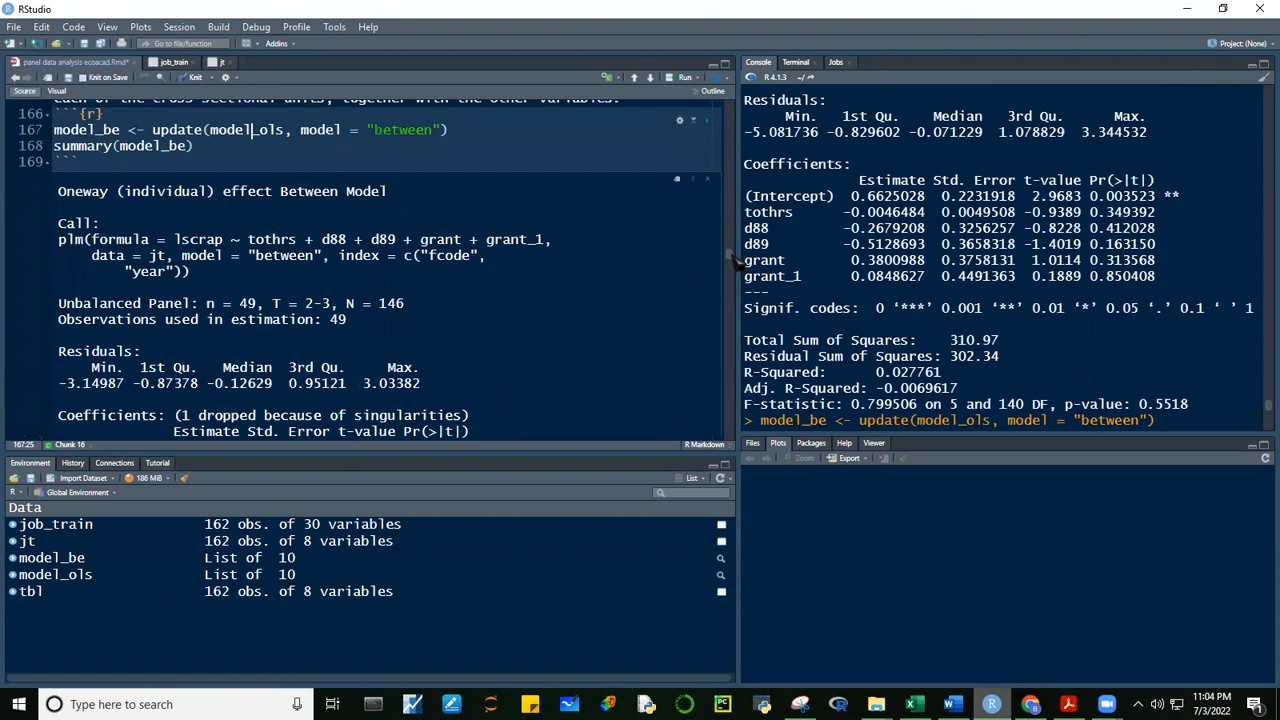 RStudio
File Edit Code View Plots Session Build Debug Profile Tools Help
Go to file/function Addins Project: (None)
panel data analysis ecoacad.Rmd* job_train jt
Knit on Save Knit Run
Source Visual Outline
each of the cross-sectional units, together with the other variables.
166 ```{r}
167 model_be <- update(model_ols, model = "between")
168 summary(model_be)
169 ```
Oneway (individual) effect Between Model
Call:
plm(formula = lscrap ~ tothrs + d88 + d89 + grant + grant_1,
data = jt, model = "between", index = c("fcode",
"year"))
Unbalanced Panel: n = 49, T = 2-3, N = 146
Observations used in estimation: 49
Residuals:
Min. 1st Qu. Median 3rd Qu. Max.
-3.14987 -0.87378 -0.12629 0.95121 3.03382
Coefficients: (1 dropped because of singularities)
Estimate Std. Error t-value Pr(>|t|)
167:25 Chunk 16 R Markdown
Environment History Connections Tutorial
Import Dataset 186 MiB List
R Global Environment
Data
job_train 162 obs. of 30 variables
jt 162 obs. of 8 variables
model_be List of 10
model_ols List of 10
tbl 162 obs. of 8 variables
Console Terminal Jobs
R 4.1.3 · ~/
Residuals:
Min. 1st Qu. Median 3rd Qu. Max.
-5.081736 -0.829602 -0.071229 1.078829 3.344532
Coefficients:
Estimate Std. Error t-value Pr(>|t|)
(Intercept) 0.6625028 0.2231918 2.9683 0.003523 **
tothrs -0.0046484 0.0049508 -0.9389 0.349392
d88 -0.2679208 0.3256257 -0.8228 0.412028
d89 -0.5128693 0.3658318 -1.4019 0.163150
grant 0.3800988 0.3758131 1.0114 0.313568
grant_1 0.0848627 0.4491363 0.1889 0.850408
---
Signif. codes: 0 ‘***’ 0.001 ‘**’ 0.01 ‘*’ 0.05 ‘.’ 0.1 ‘ ’ 1
Total Sum of Squares: 310.97
Residual Sum of Squares: 302.34
R-Squared: 0.027761
Adj. R-Squared: -0.0069617
F-statistic: 0.799506 on 5 and 140 DF, p-value: 0.5518
> model_be <- update(model_ols, model = "between")
Files Plots Packages Help Viewer
Zoom Export
Type here to search
11:04 PM
7/3/2022